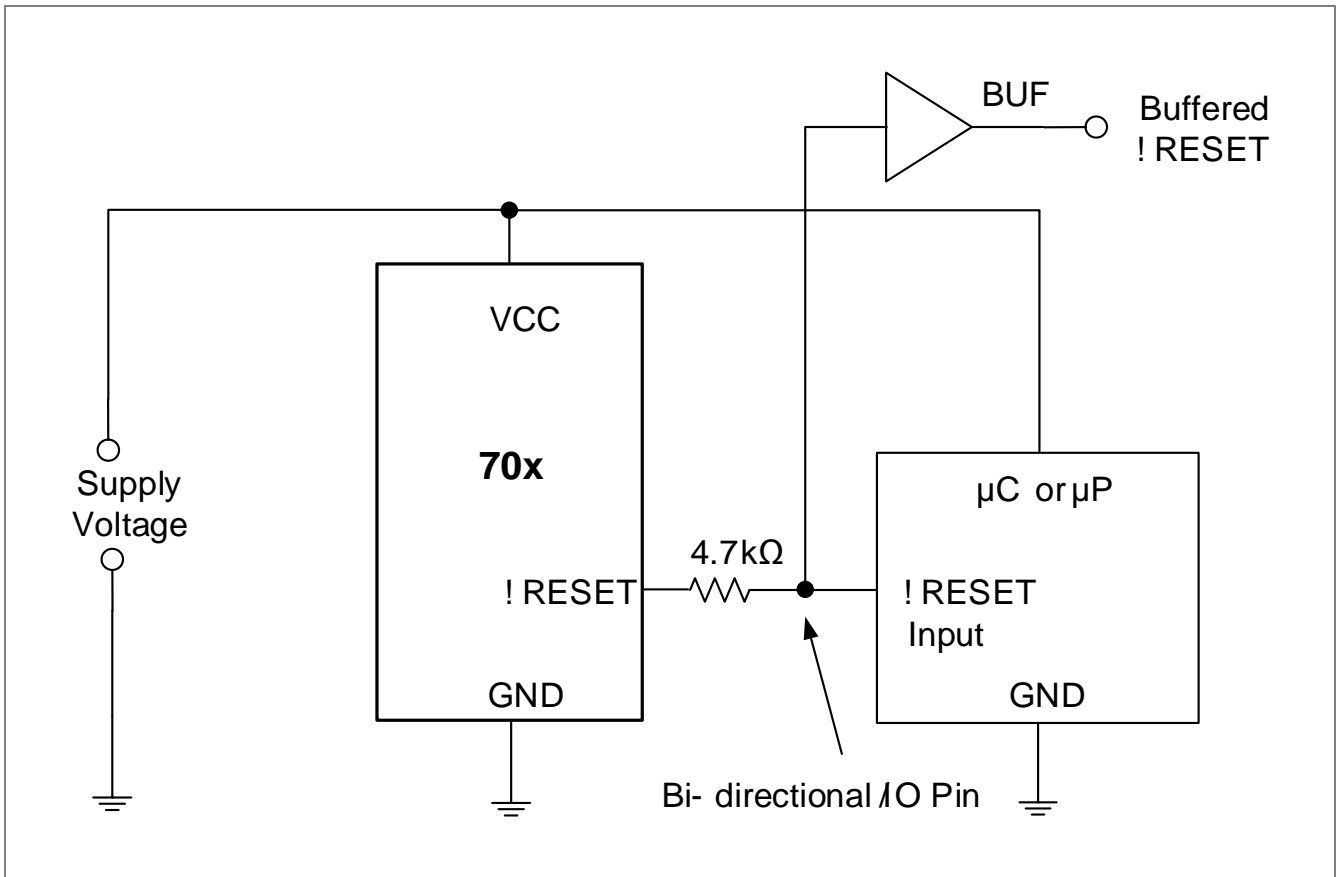 BUF
Buffered
! RESET
VCC
70x
Supply
Voltage
µC or µP
4.7kΩ
! RESET
! RESET
Input
GND
GND
Bi- directional I/O Pin